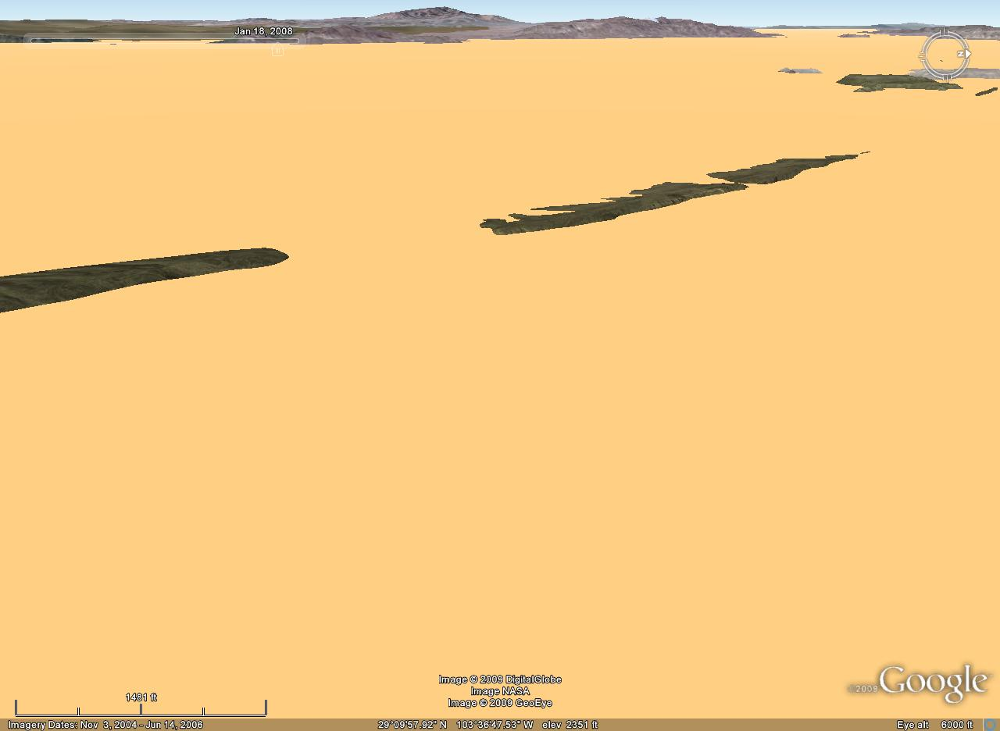 Jan 18, 2008
N
1481 ft
Image © 2009 DigitalGlobe
Image NASA
Image © 2009 GeoEye
©2009 Google
Imagery Dates: Nov 3, 2004 - Jun 14, 2006
29°09'57.92" N 103°36'47.53" W elev 2351 ft
Eye alt 6000 ft